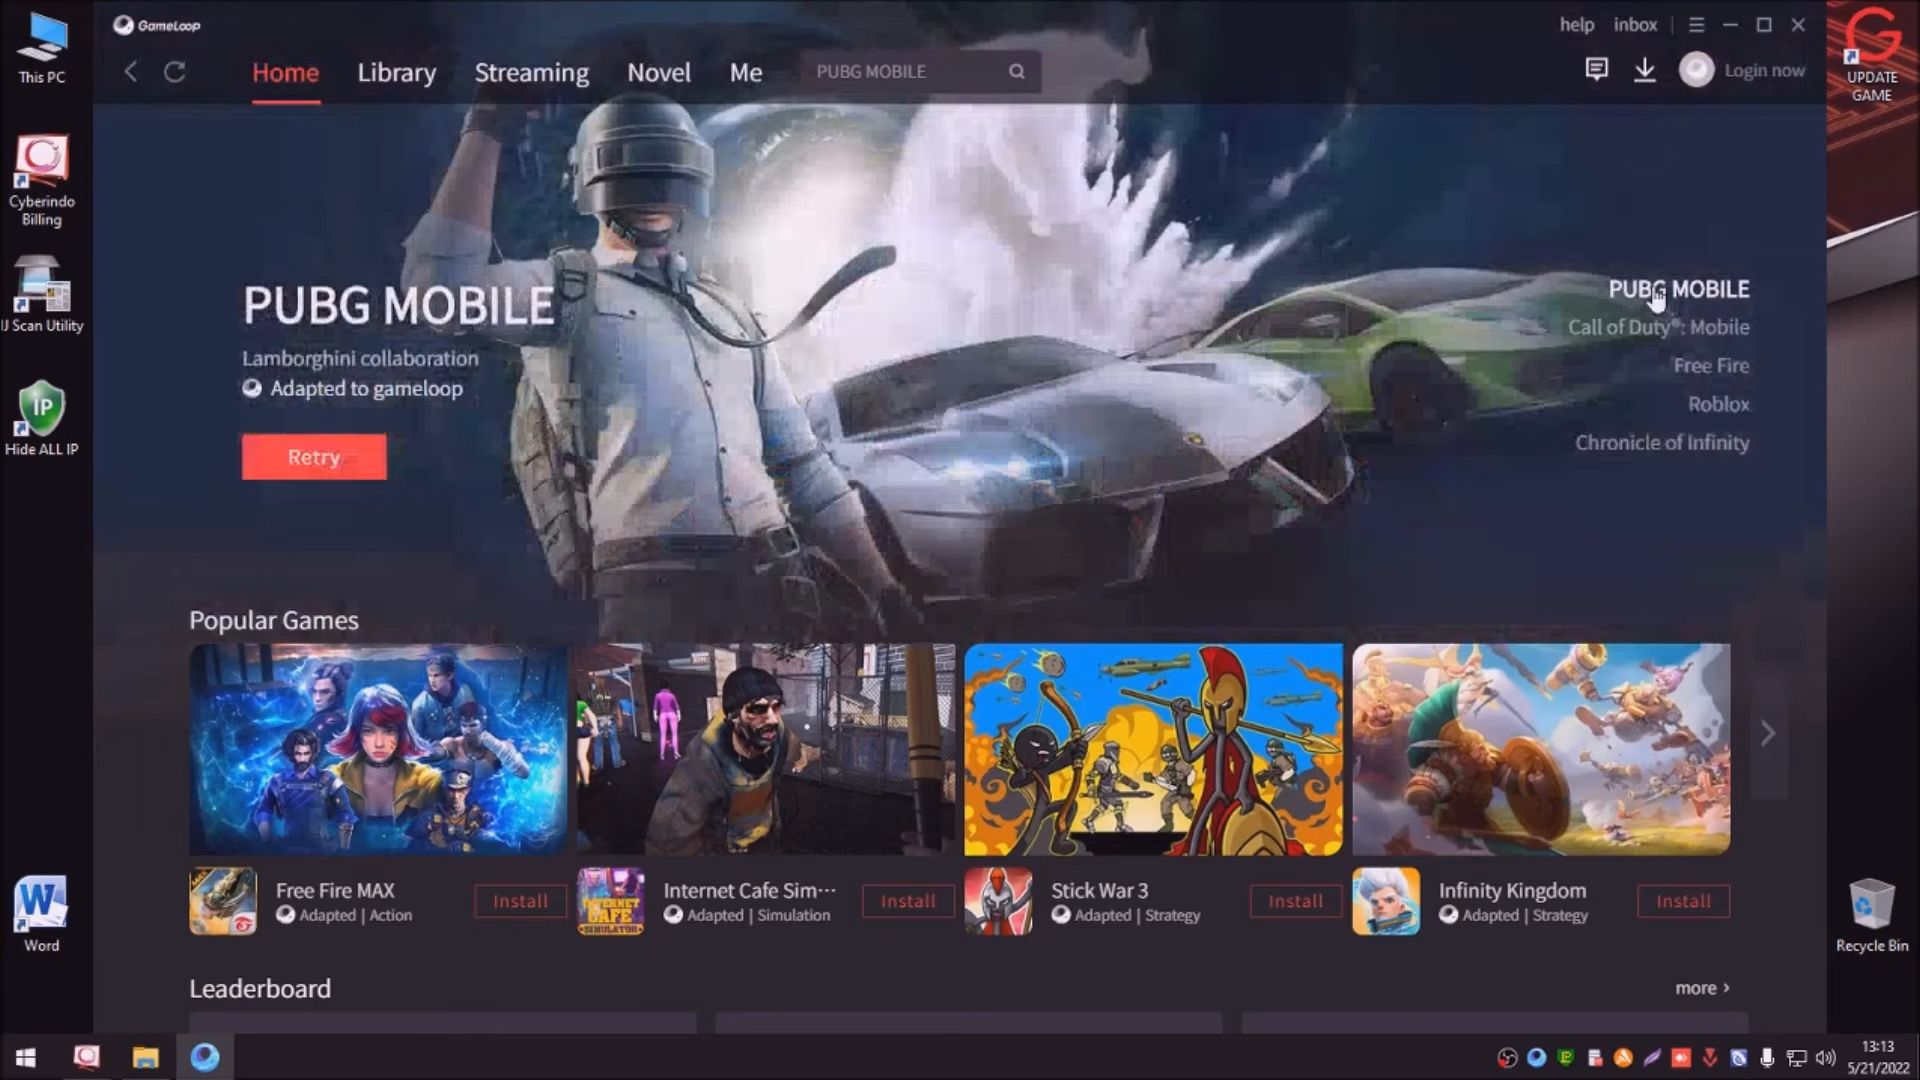 This PC
Cyberindo
Billing
IJ Scan Utility
IP
Hide ALL IP
Word
GameLoop
help
inbox
Home
Library
Streaming
Novel
Me
PUBG MOBILE
Login now
UPDATE
GAME
PUBG MOBILE
Lamborghini collaboration
Adapted to gameloop
Retry
PUBG MOBILE
Call of Duty®: Mobile
Free Fire
Roblox
Chronicle of Infinity
Popular Games
Free Fire MAX
Adapted | Action
Install
INTERNET
CAFE
SIMULATOR
Internet Cafe Sim···
Adapted | Simulation
Install
Stick War 3
Adapted | Strategy
Install
Infinity Kingdom
Adapted | Strategy
Install
Leaderboard
more >
Recycle Bin
13:13
5/21/2022